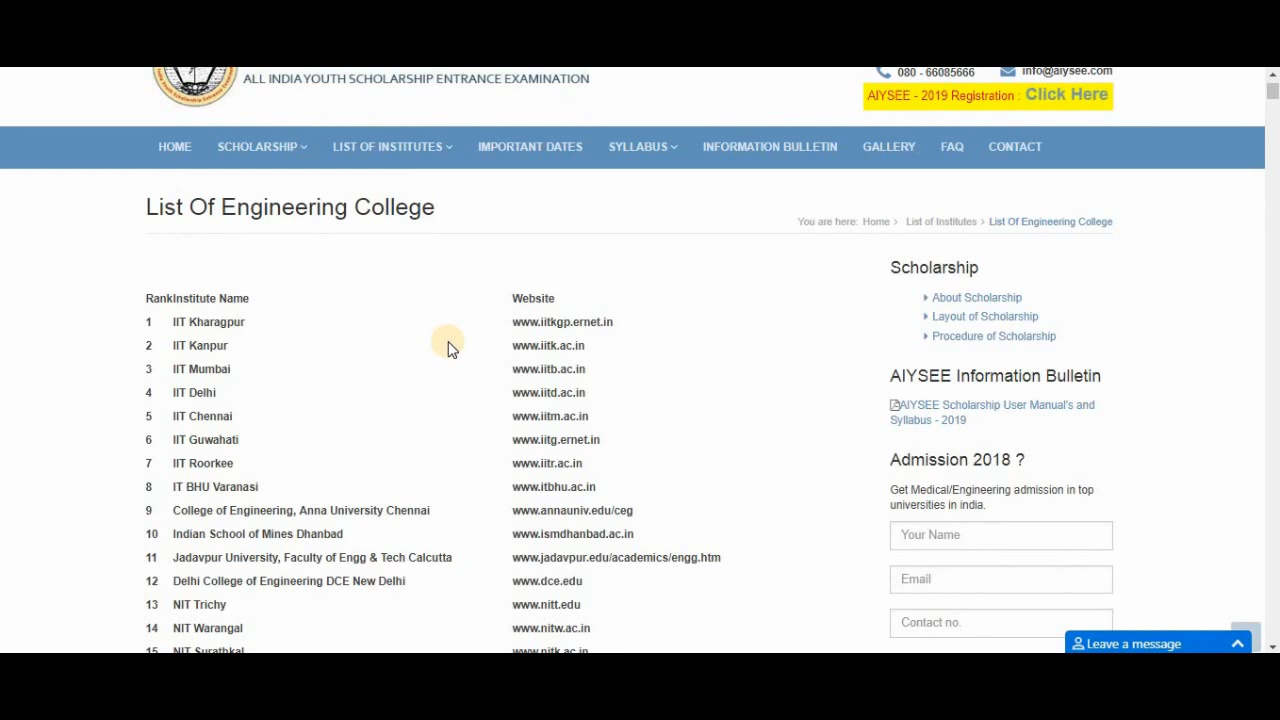 ALL INDIA YOUTH SCHOLARSHIP ENTRANCE EXAMINATION
080 - 66085666 info@aiysee.com
AIYSEE - 2019 Registration : Click Here
HOME SCHOLARSHIP LIST OF INSTITUTES IMPORTANT DATES SYLLABUS INFORMATION BULLETIN GALLERY FAQ CONTACT
List Of Engineering College
You are here: Home List of Institutes List Of Engineering College
RankInstitute Name Website
1 IIT Kharagpur www.iitkgp.ernet.in
2 IIT Kanpur www.iitk.ac.in
3 IIT Mumbai www.iitb.ac.in
4 IIT Delhi www.iitd.ac.in
5 IIT Chennai www.iitm.ac.in
6 IIT Guwahati www.iitg.ernet.in
7 IIT Roorkee www.iitr.ac.in
8 IT BHU Varanasi www.itbhu.ac.in
9 College of Engineering, Anna University Chennai www.annauniv.edu/ceg
10 Indian School of Mines Dhanbad www.ismdhanbad.ac.in
11 Jadavpur University, Faculty of Engg & Tech Calcutta www.jadavpur.edu/academics/engg.htm
12 Delhi College of Engineering DCE New Delhi www.dce.edu
13 NIT Trichy www.nitt.edu
14 NIT Warangal www.nitw.ac.in
15 NIT Surathkal www.nitk.ac.in
Scholarship
About Scholarship
Layout of Scholarship
Procedure of Scholarship
AIYSEE Information Bulletin
AIYSEE Scholarship User Manual's and
Syllabus - 2019
Admission 2018 ?
Get Medical/Engineering admission in top
universities in india.
Your Name
Email
Contact no.
Leave a message